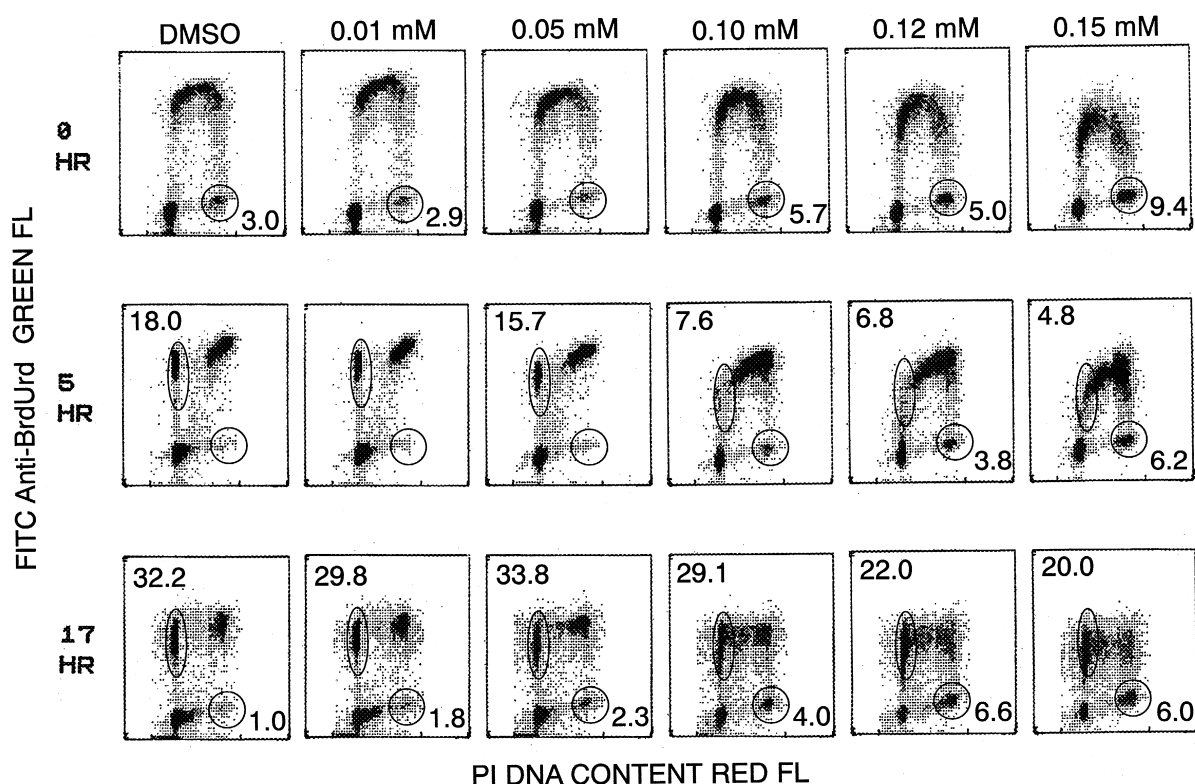 DMSO 0.01 mM 0.05 mM 0.10 mM 0.12 mM 0.15 mM
0
HR
3.0 2.9 5.7 5.0 9.4
FITC Anti-BrdUrd GREEN FL
18.0 15.7 7.6 6.8 4.8
5
HR
3.8 6.2
32.2 29.8 33.8 29.1 22.0 20.0
17
HR
1.0 1.8 2.3 4.0 6.6 6.0
PI DNA CONTENT RED FL